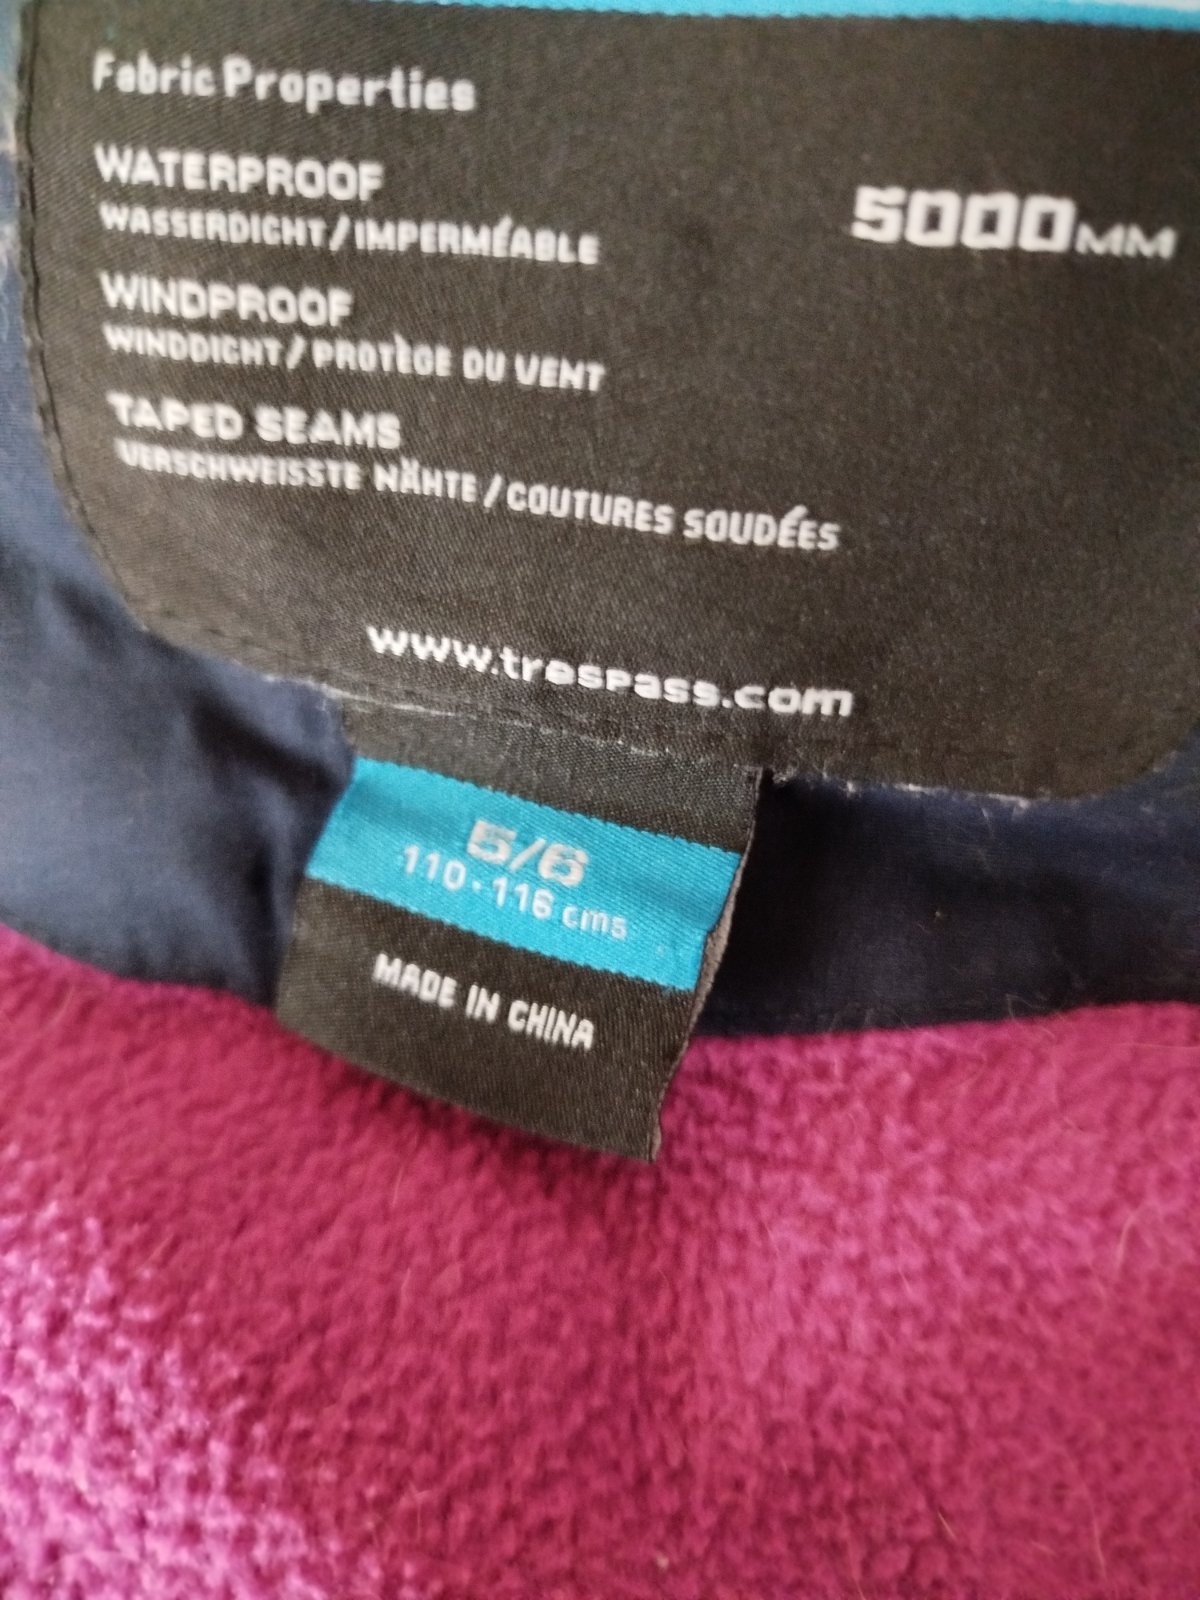 Fabric Properties
WATERPROOF
5000MM
WASSERDICHT/IMPERMÉABLE
WINDPROOF
WINDDICHT/PROTÈGE DU VENT
TAPED SEAMS
VERSCHWEISSTE NÄHTE/COUTURES SOUDÉES
www.trespass.com
5/6
110-116 cms
MADE IN CHINA